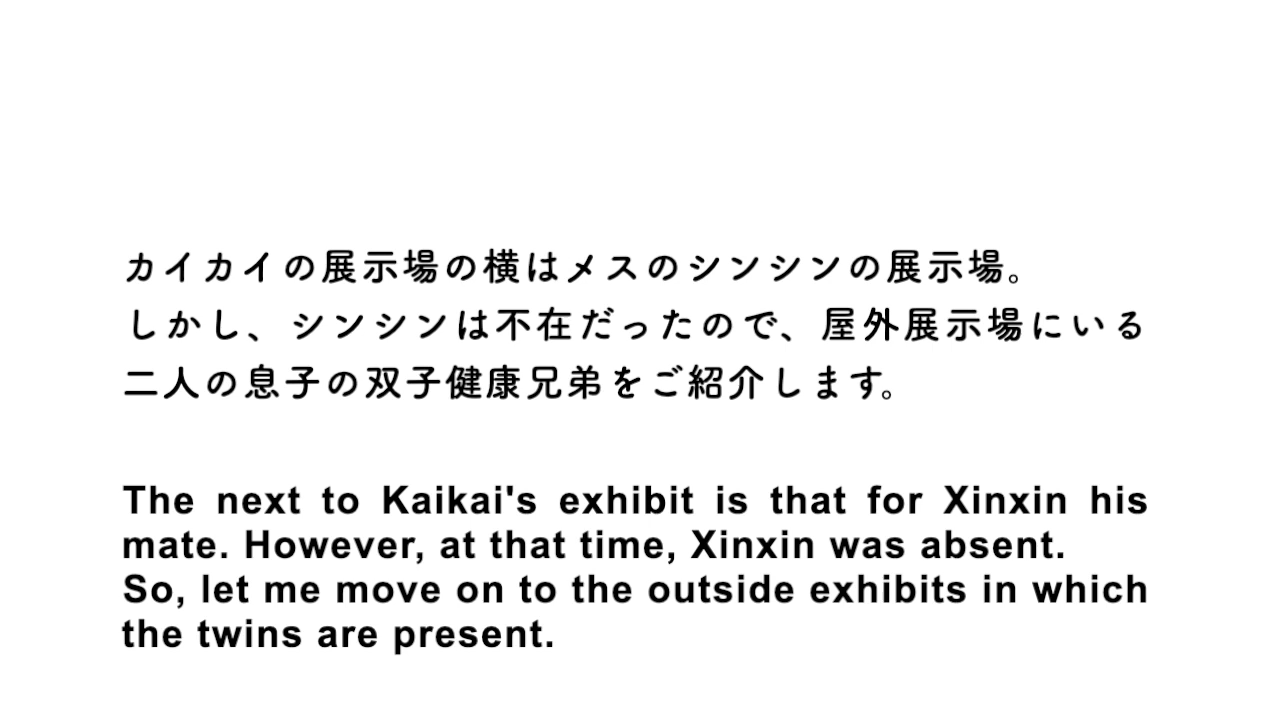 カイカイの展示場の横はメスのシンシンの展示場。
しかし、シンシンは不在だったので、屋外展示場にいる
二人の息子の双子健康兄弟をご紹介します。
The next to Kaikai's exhibit is that for Xinxin his
mate. However, at that time, Xinxin was absent.
So, let me move on to the outside exhibits in which
the twins are present.